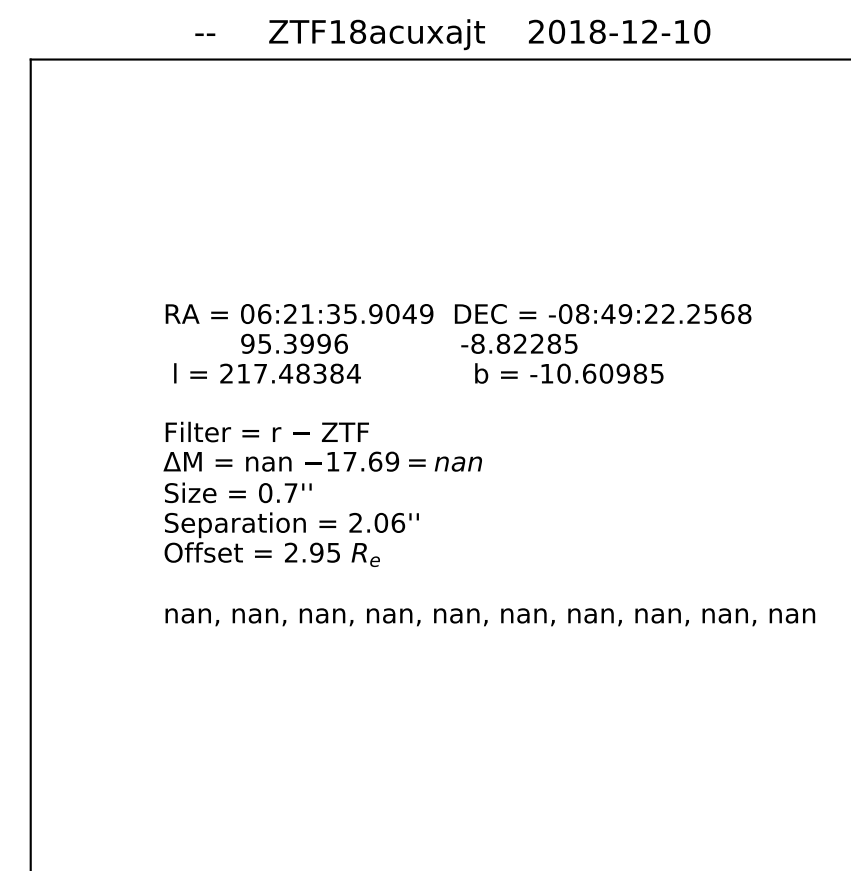 -- ZTF18acuxajt 2018-12-10
RA = 06:21:35.9049 DEC = -08:49:22.2568
95.3996 -8.82285
l = 217.48384 b = -10.60985
Filter = r − ZTF
ΔM = nan −17.69 = nan
Size = 0.7''
Separation = 2.06''
Offset = 2.95 Re
nan, nan, nan, nan, nan, nan, nan, nan, nan, nan